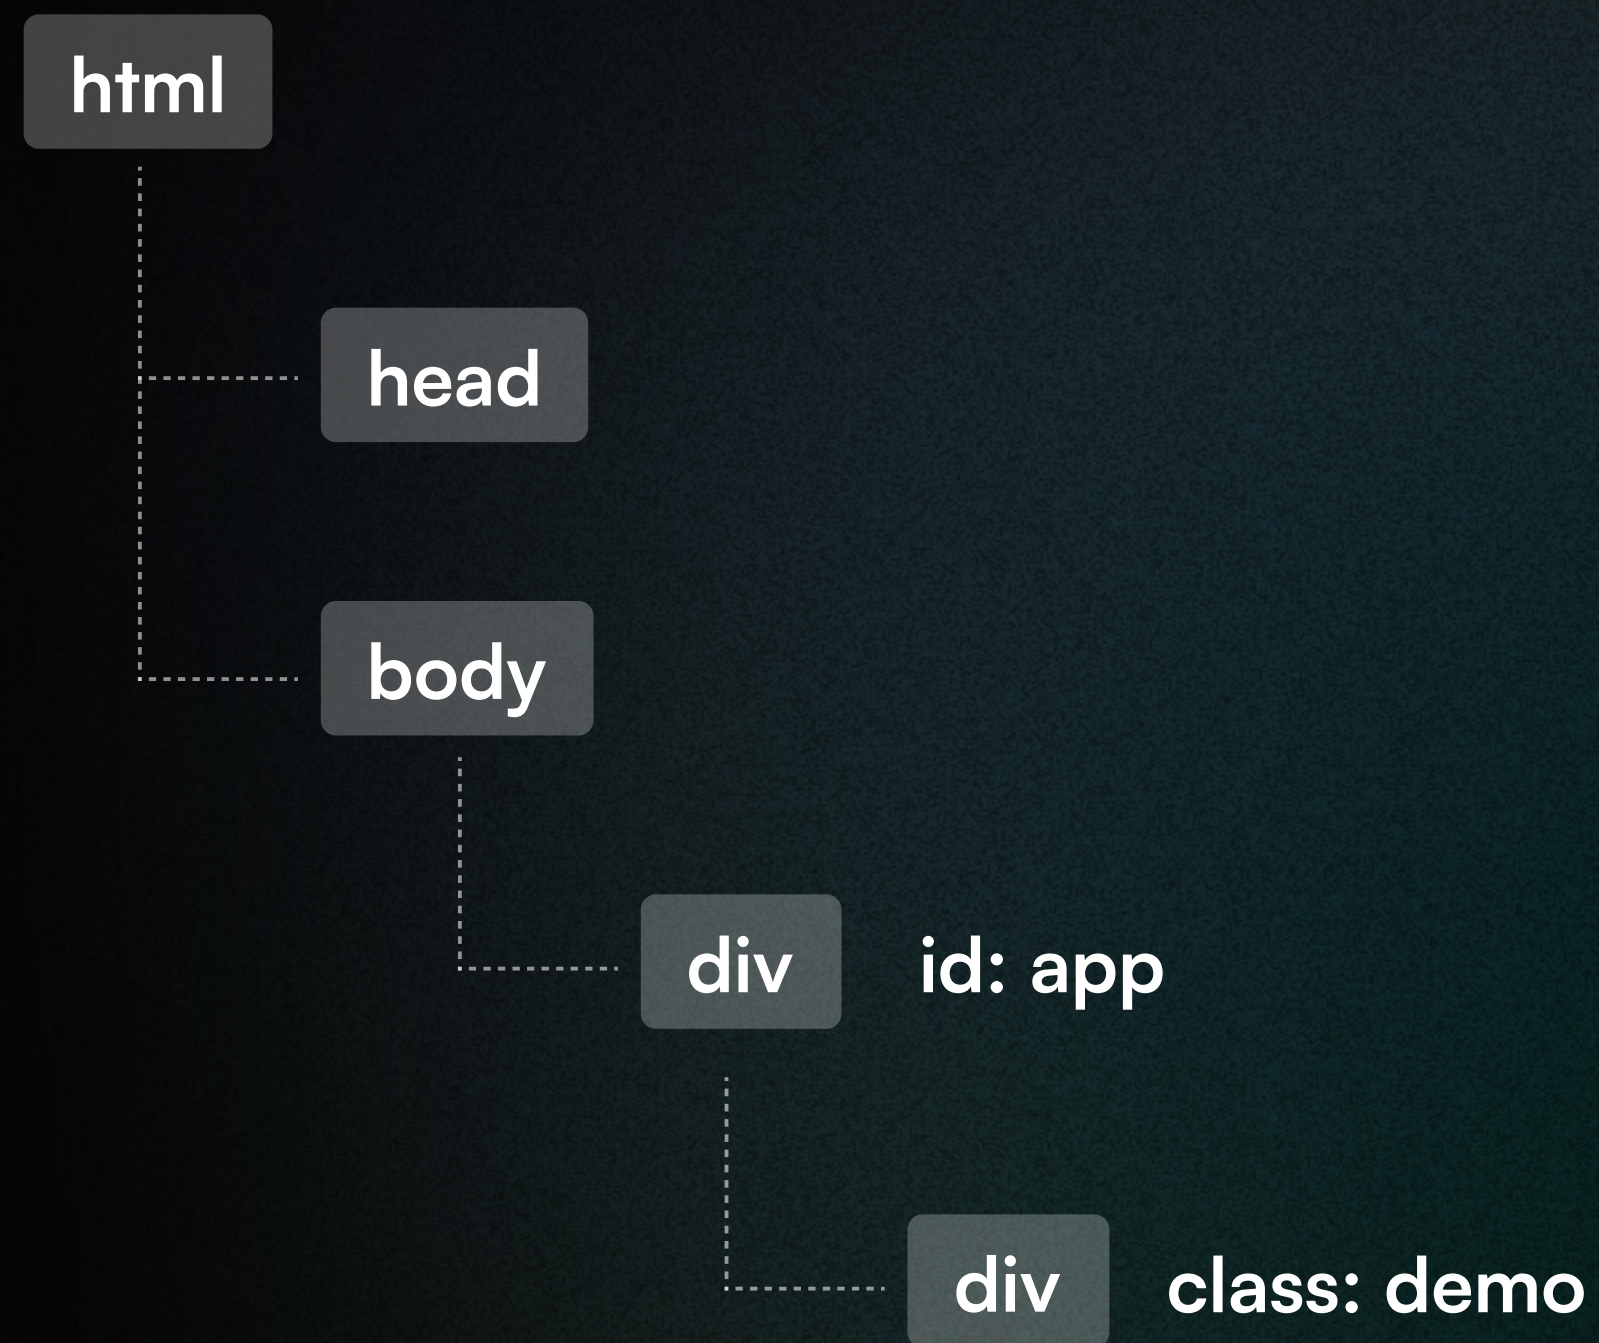 html
head
body
div id: app
div class: demo